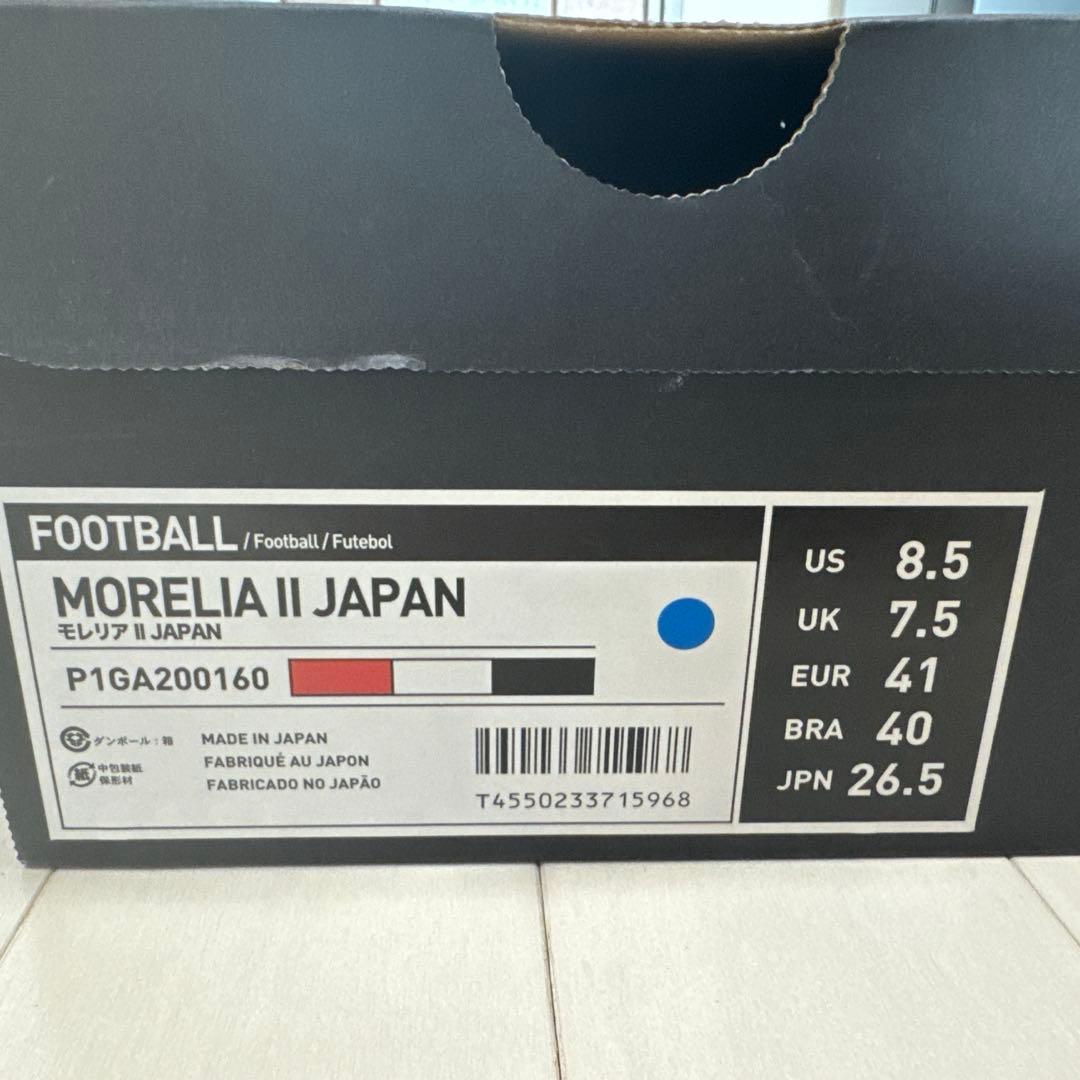 FOOTBALL / Football / Futebol
MORELIA II JAPAN
モレリア II JAPAN
P1GA200160
ダンボール：箱
紙 中包装紙
保形材
MADE IN JAPAN
FABRIQUÉ AU JAPON
FABRICADO NO JAPÃO
T4550233715968
US 8.5
UK 7.5
EUR 41
BRA 40
JPN 26.5